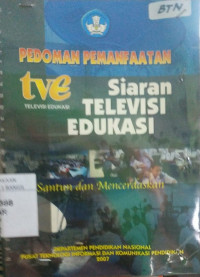 BTN,
PEDOMAN PEMANFAATAN
tve
TELEVISI EDUKASI
Siaran
TELEVISI
EDUKASI
Santun dan Mencerdaskan
DEPARTEMEN PENDIDIKAN NASIONAL
PUSAT TEKNOLOGI INFORMASI DAN KOMUNIKASI PENDIDIKAN
2007